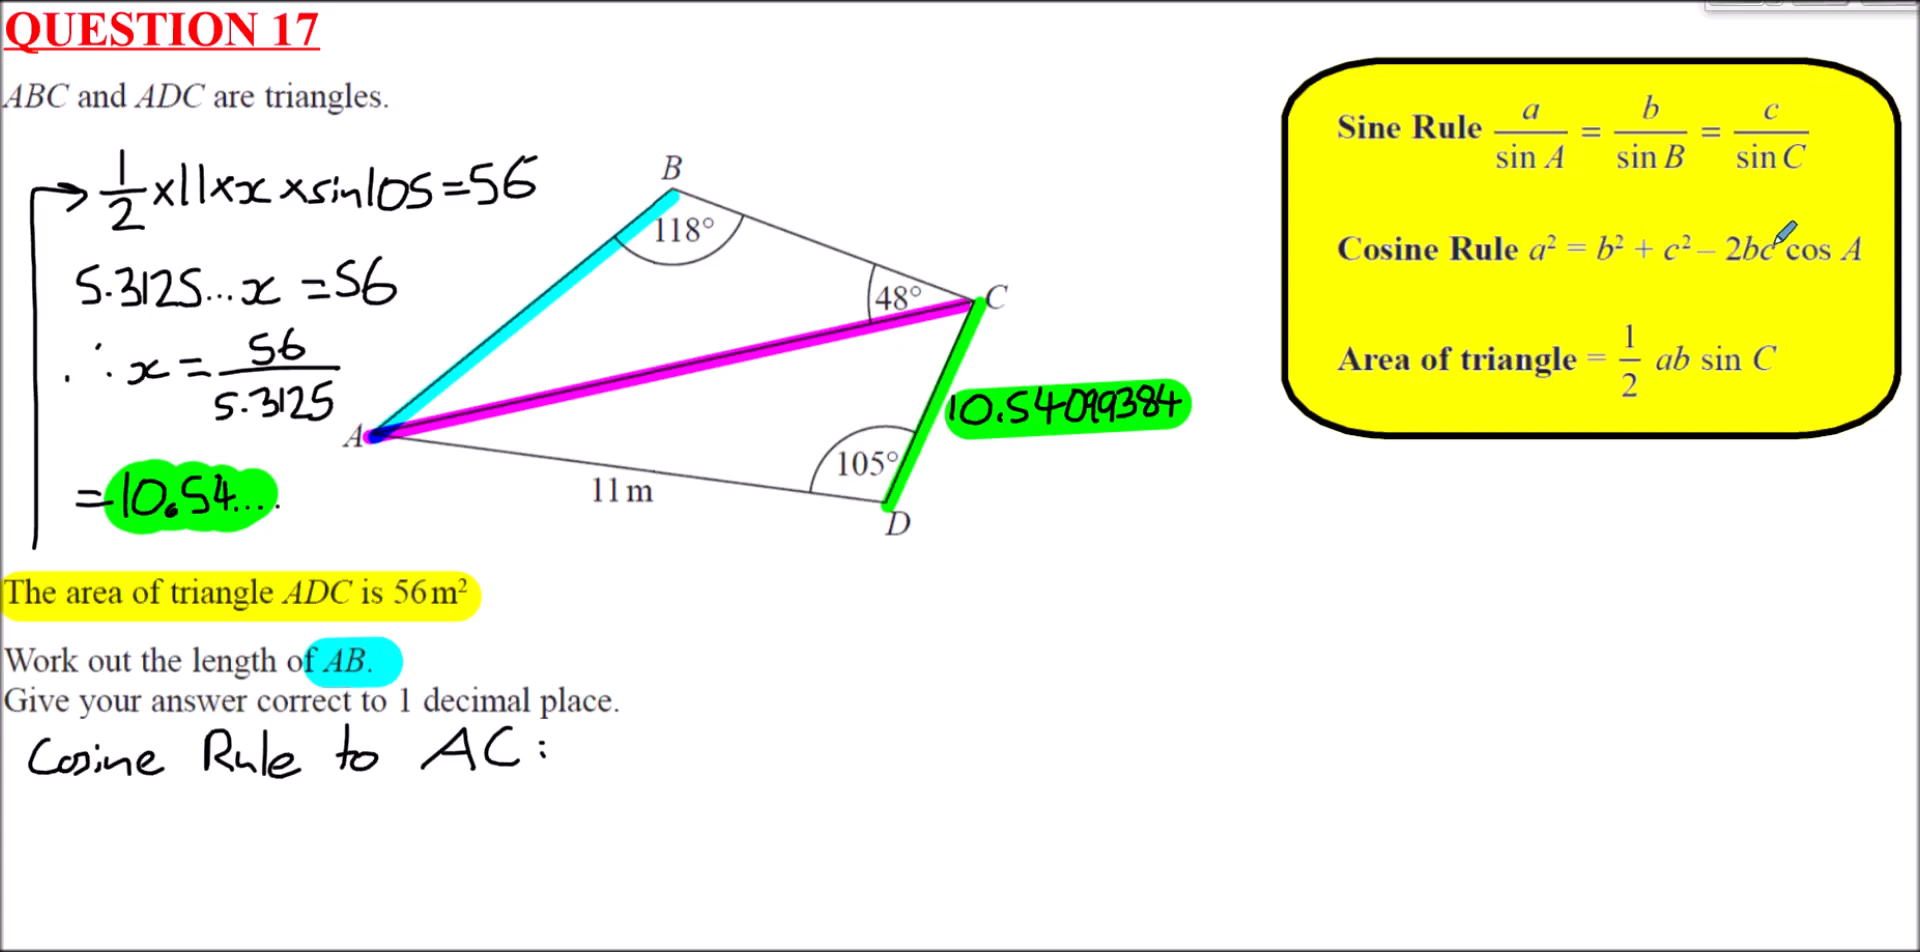 QUESTION 17
ABC and ADC are triangles.
1/2 x11xx xsin105=56
5.3125...x =56
∴ x = 56/5.3125
=10.54...
B
118°
48°
C
A
11 m
105°
D
10.54099384
The area of triangle ADC is 56 m²
Work out the length of AB.
Give your answer correct to 1 decimal place.
Cosine Rule to AC:
Sine Rule a/sin A = b/sin B = c/sin C
Cosine Rule a² = b² + c² – 2bc cos A
Area of triangle = 1/2 ab sin C